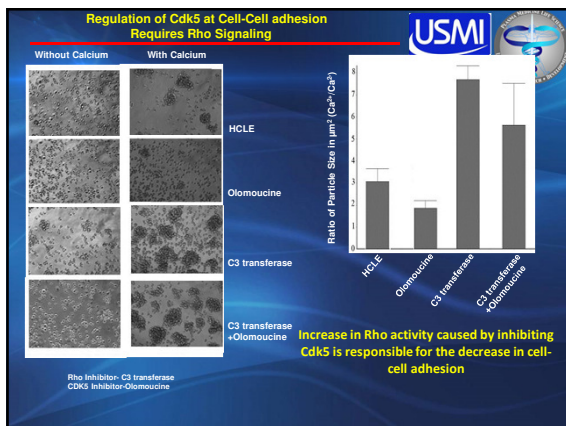 Regulation of Cdk5 at Cell-Cell adhesion
Requires Rho Signaling
USMI
Without Calcium
With Calcium
HCLE
Olomoucine
C3 transferase
C3 transferase
+Olomoucine
Rho Inhibitor- C3 transferase
CDK5 Inhibitor-Olomoucine
Ratio of Particle Size in µm² (Ca²⁺/Ca⁰)
8
7
6
5
4
3
2
1
0
HCLE
Olomoucine
C3 transferase
C3 transferase
+Olomoucine
Increase in Rho activity caused by inhibiting
Cdk5 is responsible for the decrease in cell-
cell adhesion